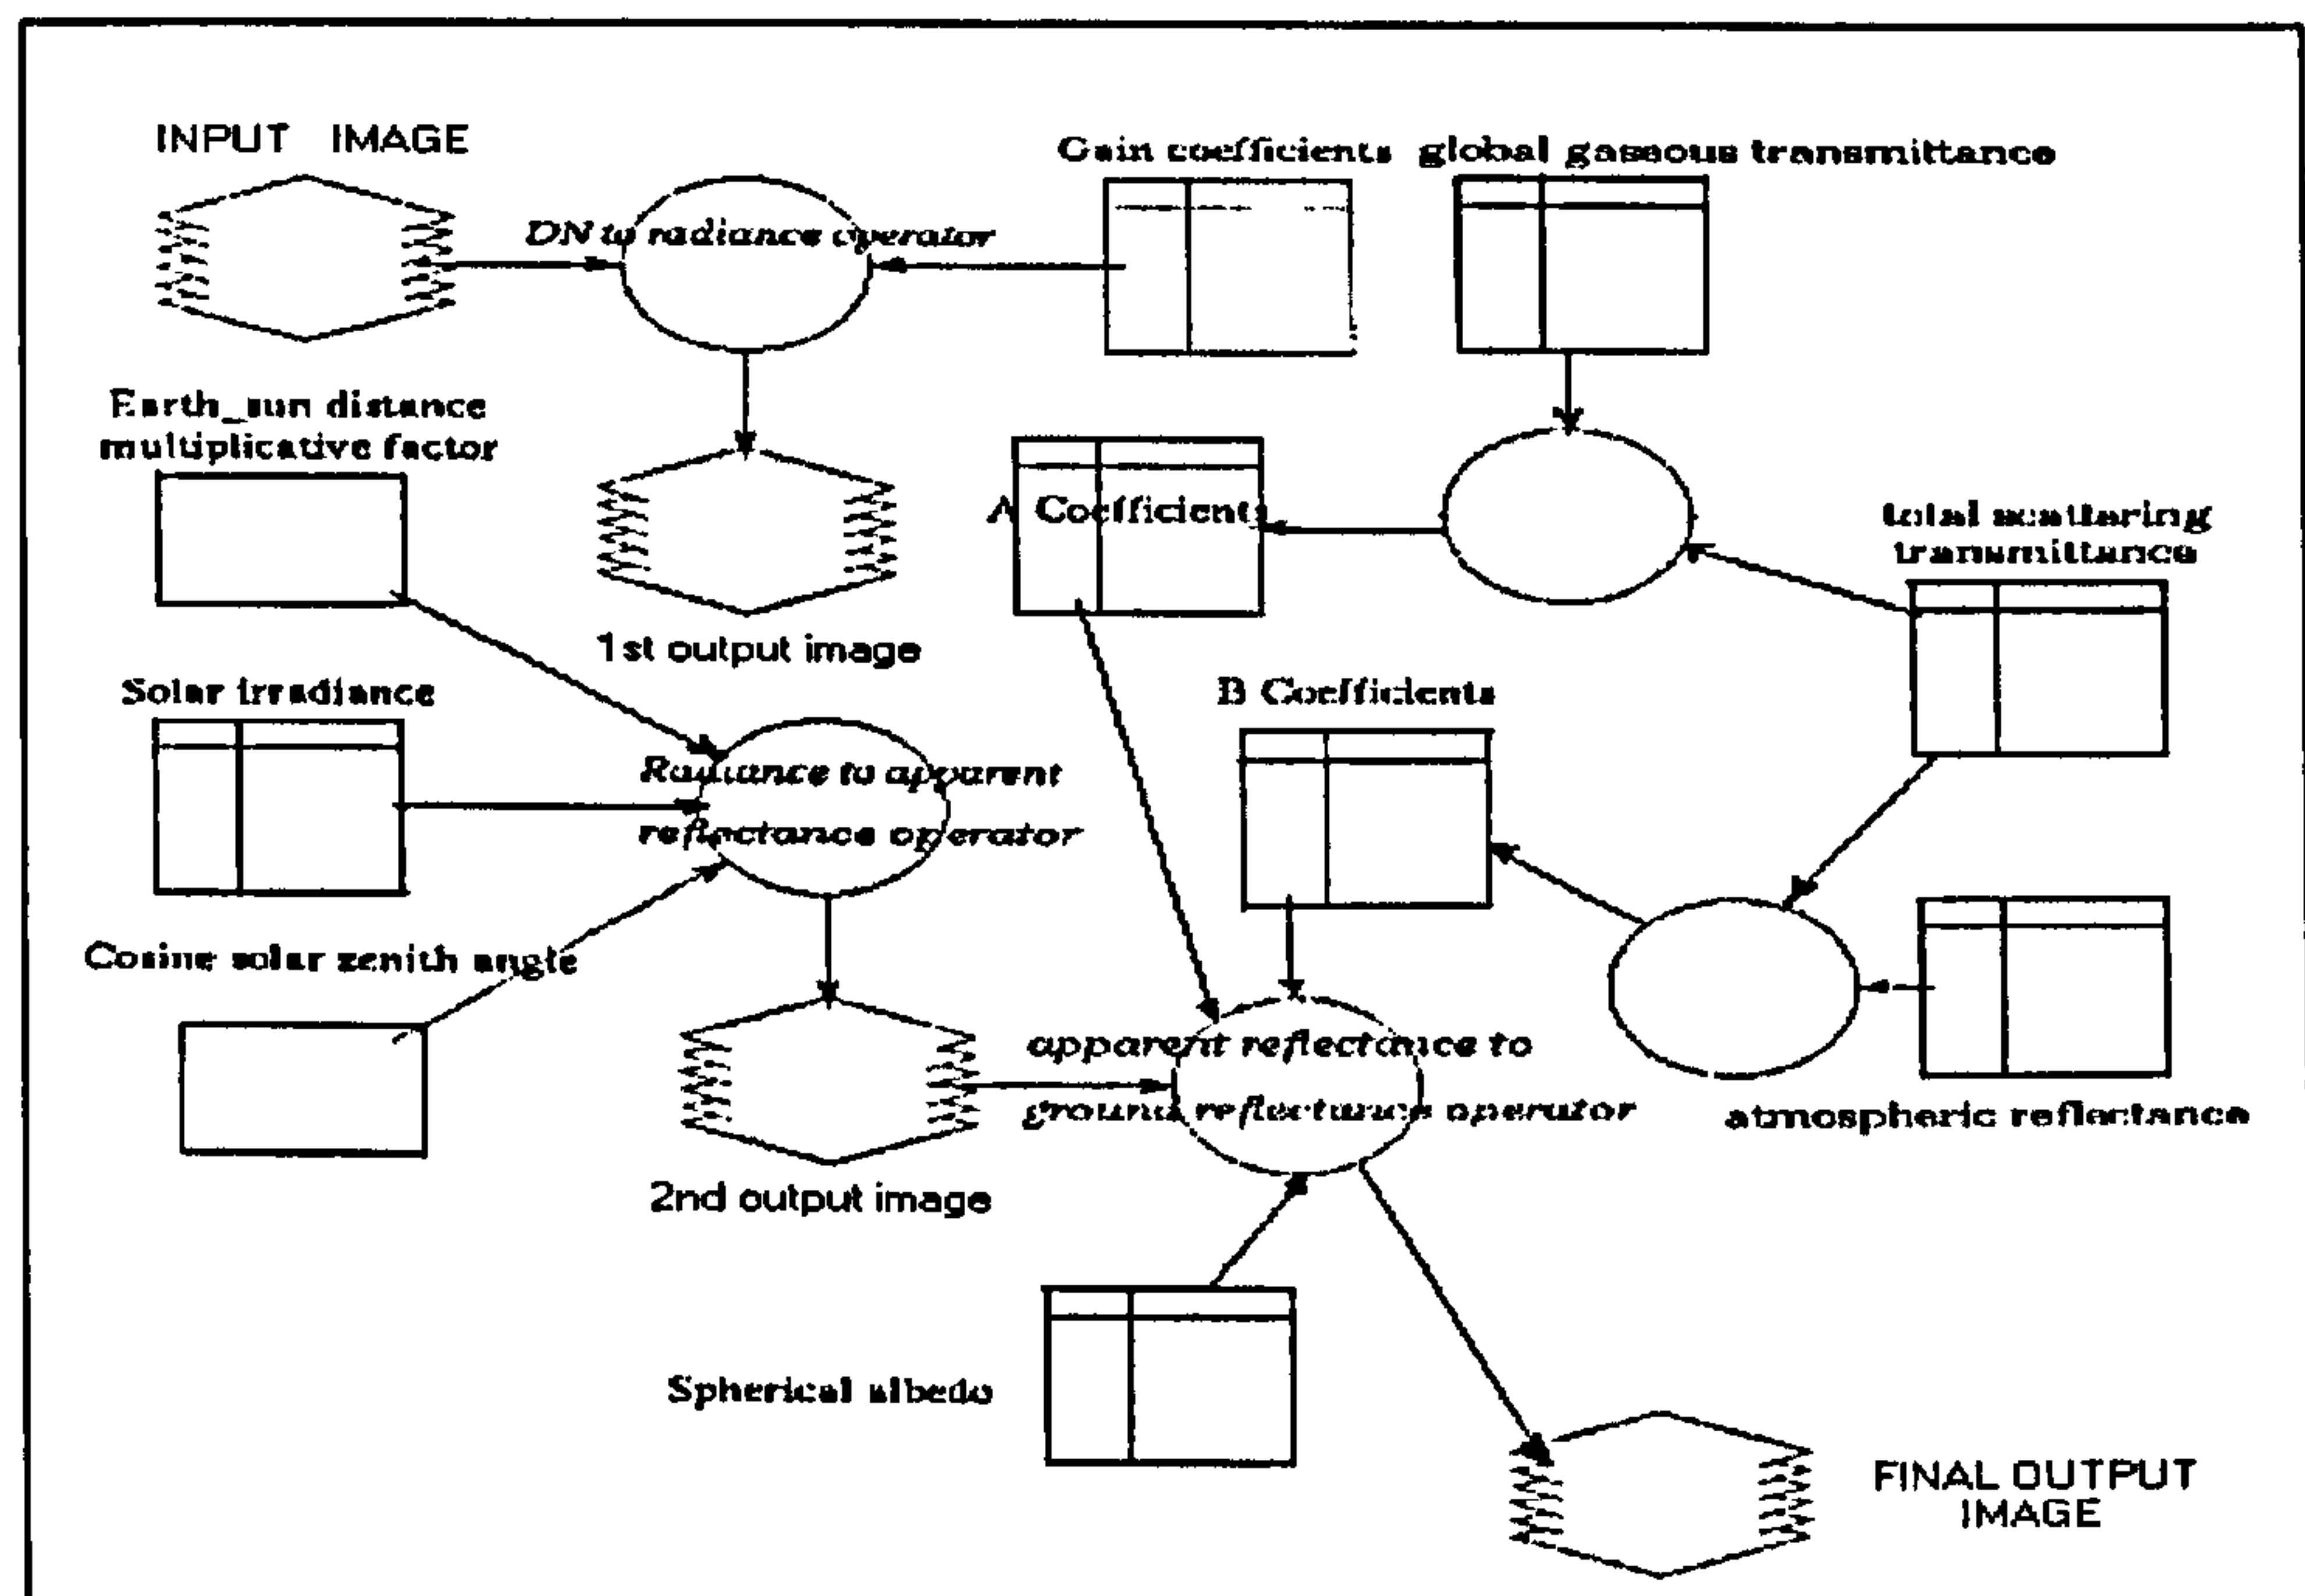 INPUT IMAGE
Gain coefficients
global gaseous transmittance
DN to radiance operator
Earth_sun distance
multiplicative factor
A Coefficients
total scattering
transmittance
1st output image
Solar irradiance
B Coefficients
Radiance to apparent
reflectance operator
Cosine solar zenith angle
apparent reflectance to
ground reflectance operator
atmospheric reflectance
2nd output image
Spherical albedo
FINAL OUTPUT
IMAGE